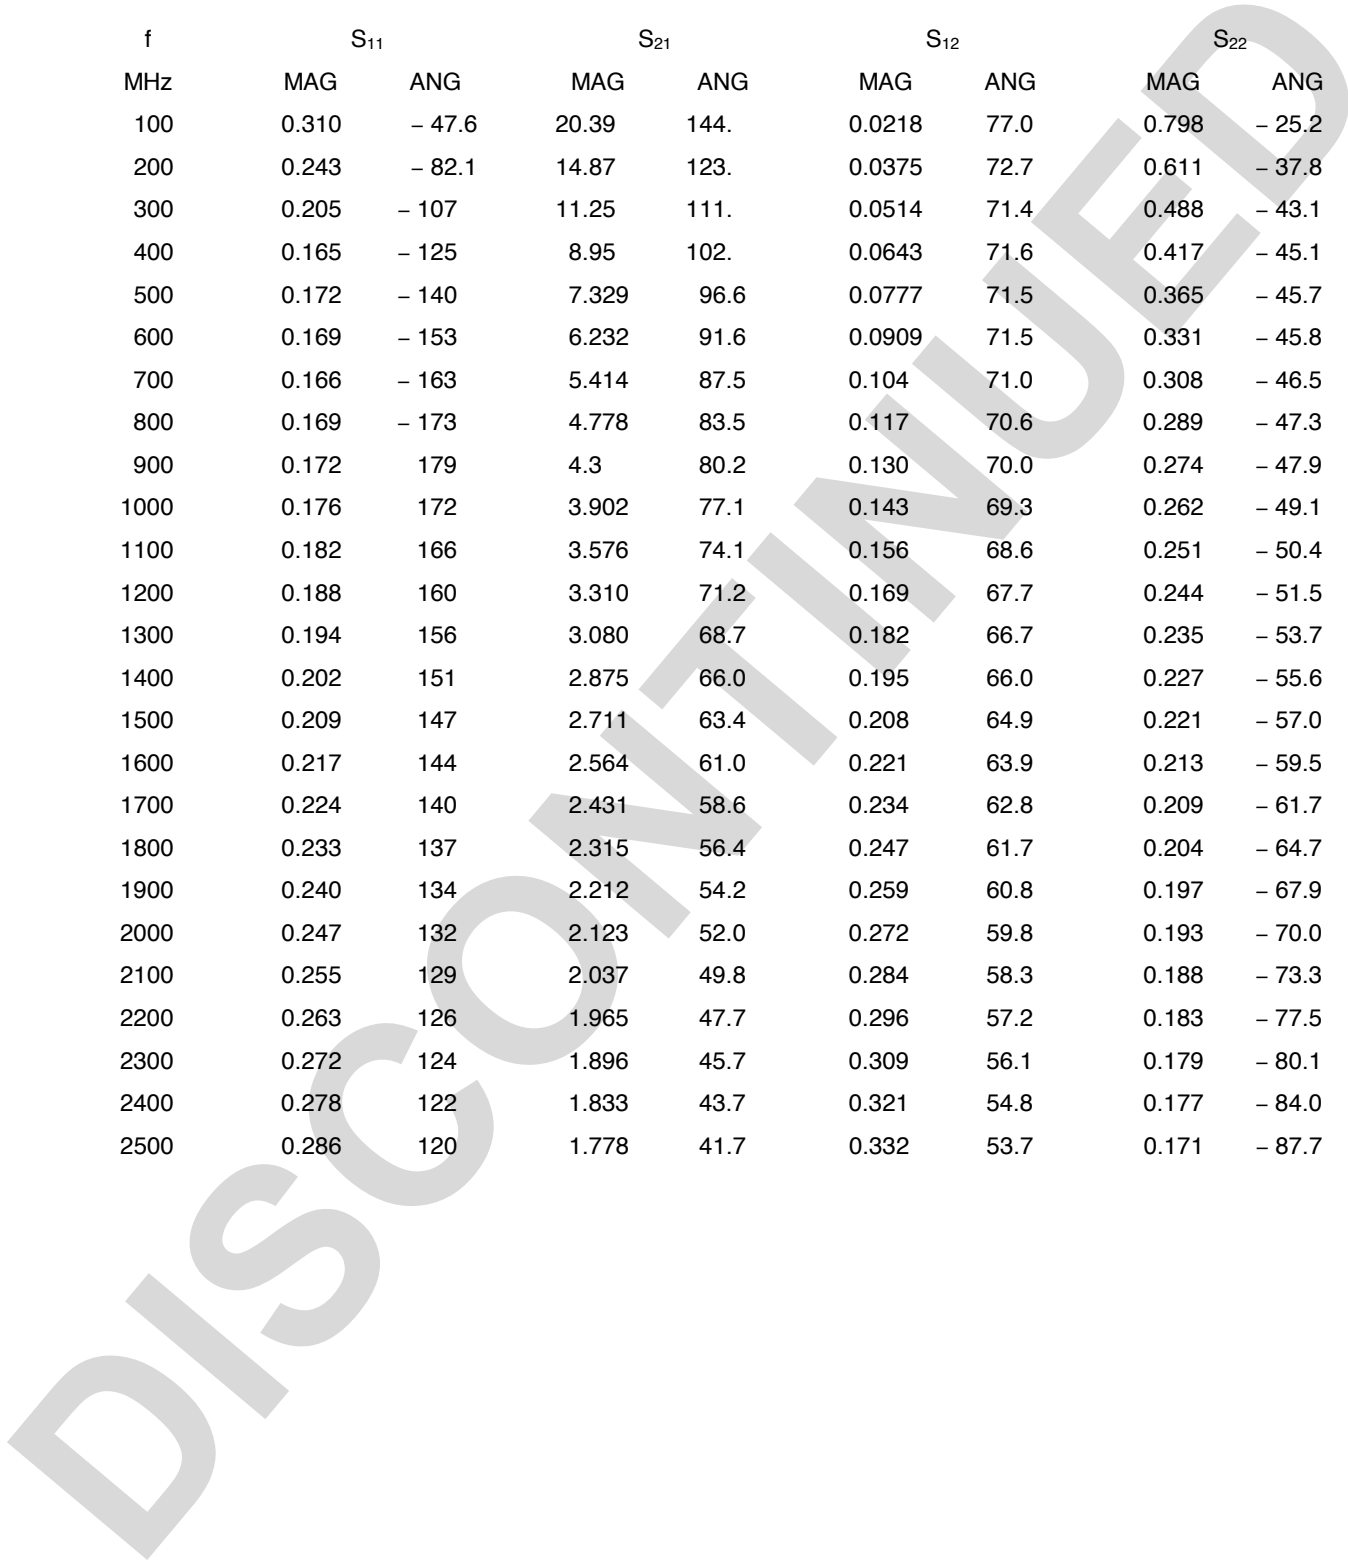 f S₁₁ S₂₁ S₁₂ S₂₂
MHz MAG ANG MAG ANG MAG ANG MAG ANG
100 0.310 − 47.6 20.39 144. 0.0218 77.0 0.798 − 25.2
200 0.243 − 82.1 14.87 123. 0.0375 72.7 0.611 − 37.8
300 0.205 − 107 11.25 111. 0.0514 71.4 0.488 − 43.1
400 0.165 − 125 8.95 102. 0.0643 71.6 0.417 − 45.1
500 0.172 − 140 7.329 96.6 0.0777 71.5 0.365 − 45.7
600 0.169 − 153 6.232 91.6 0.0909 71.5 0.331 − 45.8
700 0.166 − 163 5.414 87.5 0.104 71.0 0.308 − 46.5
800 0.169 − 173 4.778 83.5 0.117 70.6 0.289 − 47.3
900 0.172 179 4.3 80.2 0.130 70.0 0.274 − 47.9
1000 0.176 172 3.902 77.1 0.143 69.3 0.262 − 49.1
1100 0.182 166 3.576 74.1 0.156 68.6 0.251 − 50.4
1200 0.188 160 3.310 71.2 0.169 67.7 0.244 − 51.5
1300 0.194 156 3.080 68.7 0.182 66.7 0.235 − 53.7
1400 0.202 151 2.875 66.0 0.195 66.0 0.227 − 55.6
1500 0.209 147 2.711 63.4 0.208 64.9 0.221 − 57.0
1600 0.217 144 2.564 61.0 0.221 63.9 0.213 − 59.5
1700 0.224 140 2.431 58.6 0.234 62.8 0.209 − 61.7
1800 0.233 137 2.315 56.4 0.247 61.7 0.204 − 64.7
1900 0.240 134 2.212 54.2 0.259 60.8 0.197 − 67.9
2000 0.247 132 2.123 52.0 0.272 59.8 0.193 − 70.0
2100 0.255 129 2.037 49.8 0.284 58.3 0.188 − 73.3
2200 0.263 126 1.965 47.7 0.296 57.2 0.183 − 77.5
2300 0.272 124 1.896 45.7 0.309 56.1 0.179 − 80.1
2400 0.278 122 1.833 43.7 0.321 54.8 0.177 − 84.0
2500 0.286 120 1.778 41.7 0.332 53.7 0.171 − 87.7
DISCONTINUED